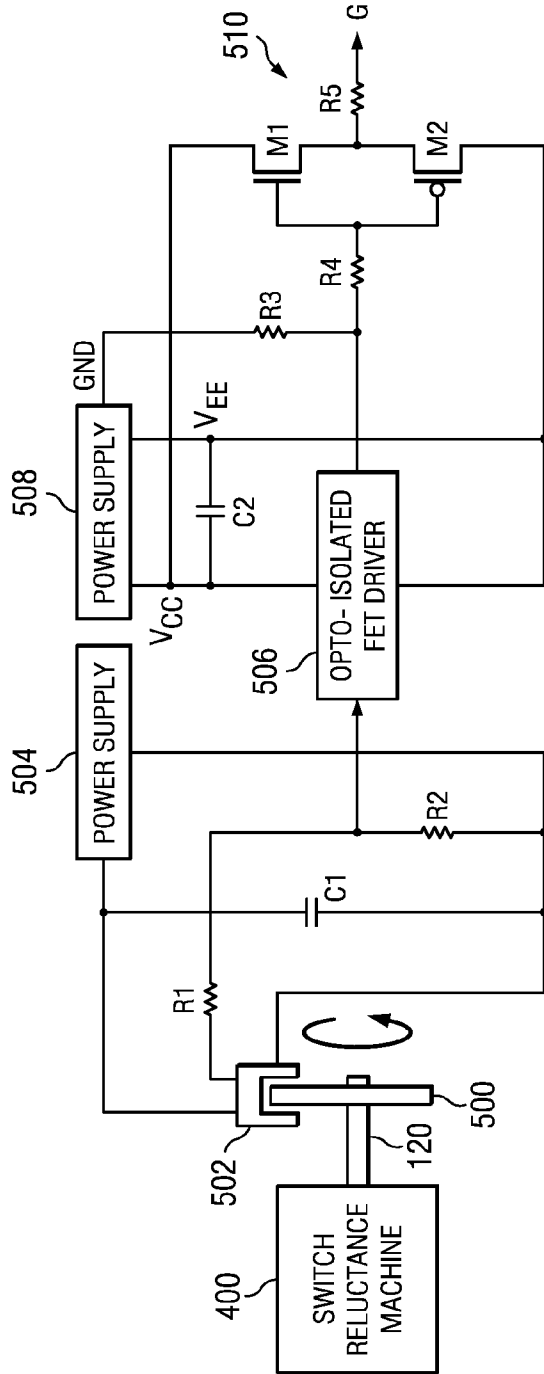 504
POWER SUPPLY
508
POWER SUPPLY
GND
VCC
VEE
C2
R3
510
R1
C1
R2
506
OPTO-ISOLATED
FET DRIVER
R4
M1
M2
R5
G
502
400
SWITCH
RELUCTANCE
MACHINE
120
500